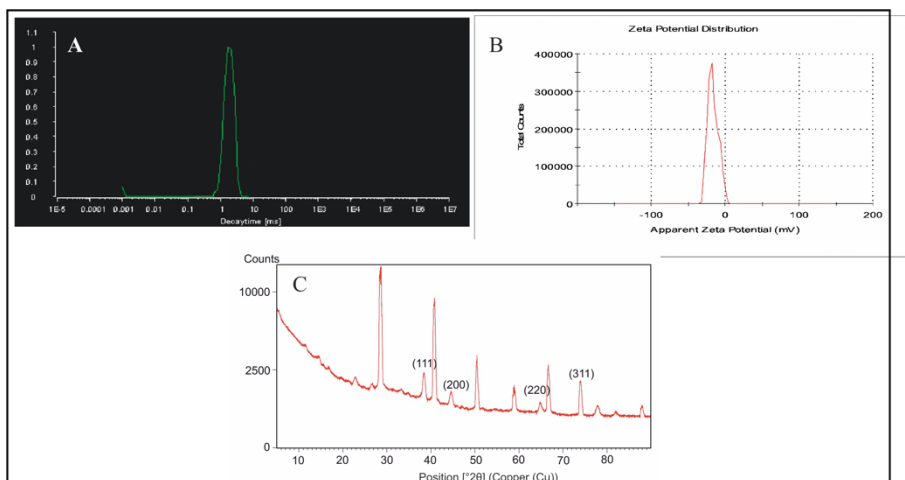 A
1.1
1
0.9
0.8
0.7
0.6
0.5
0.4
0.3
0.2
0.1
0
1E-5 0.0001 0.001 0.01 0.1 1 10 100 1E3 1E4 1E5 1E6 1E7
Decaytime [ms]
B
Zeta Potential Distribution
Total Counts
400000
300000
200000
100000
0
-100 0 100 200
Apparent Zeta Potential (mV)
C
Counts
10000
2500
0
(111)
(200)
(220)
(311)
10 20 30 40 50 60 70 80
Position [°2θ] (Copper (Cu))